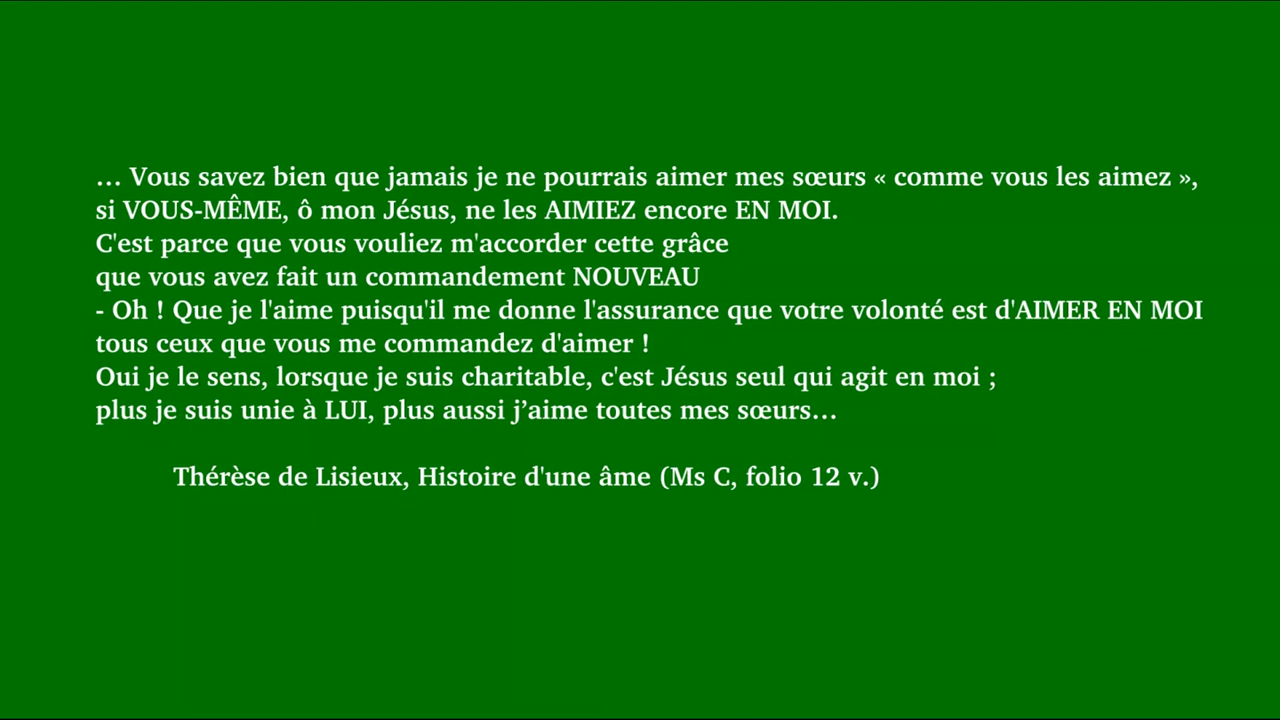 … Vous savez bien que jamais je ne pourrais aimer mes sœurs « comme vous les aimez »,
si VOUS-MÊME, ô mon Jésus, ne les AIMIEZ encore EN MOI.
C'est parce que vous vouliez m'accorder cette grâce
que vous avez fait un commandement NOUVEAU
- Oh ! Que je l'aime puisqu'il me donne l'assurance que votre volonté est d'AIMER EN MOI
tous ceux que vous me commandez d'aimer !
Oui je le sens, lorsque je suis charitable, c'est Jésus seul qui agit en moi ;
plus je suis unie à LUI, plus aussi j’aime toutes mes sœurs…
Thérèse de Lisieux, Histoire d'une âme (Ms C, folio 12 v.)